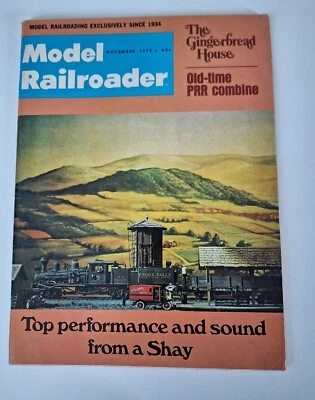 MODEL RAILROADING EXCLUSIVELY SINCE 1934
Model
Railroader
NOVEMBER
The
Gingerbread
House
Old-time
PRR combine
FALLS
Top performance and sound
from a Shay